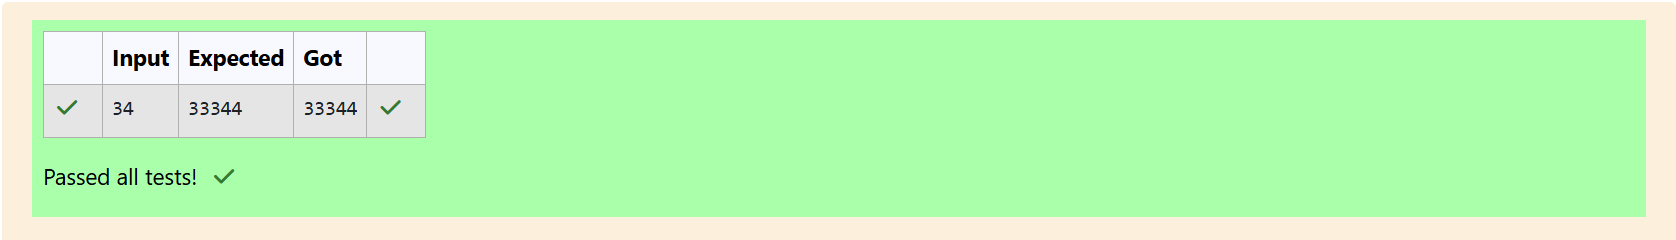 Input Expected Got
34 33344 33344
Passed all tests!